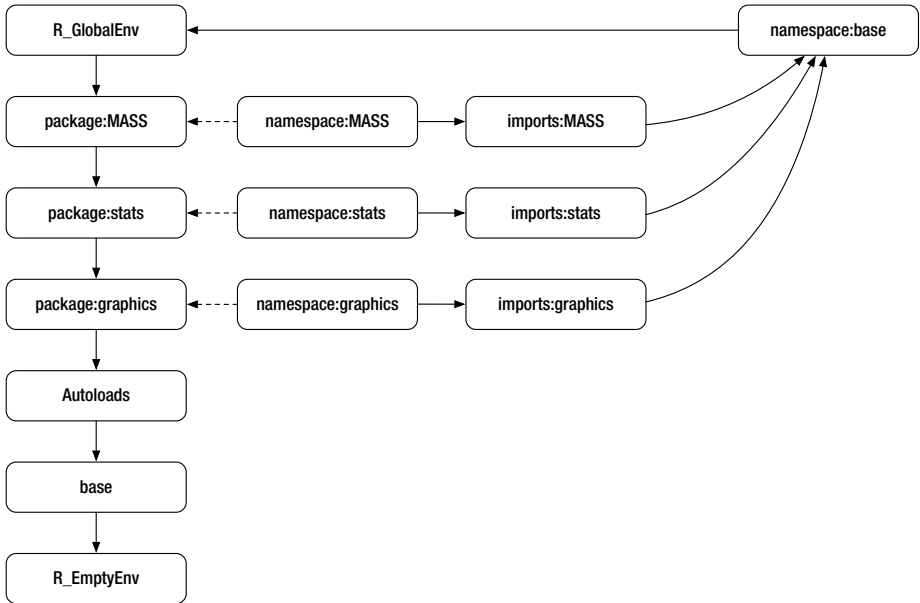 R_GlobalEnv
namespace:base
package:MASS
namespace:MASS
imports:MASS
package:stats
namespace:stats
imports:stats
package:graphics
namespace:graphics
imports:graphics
Autoloads
base
R_EmptyEnv